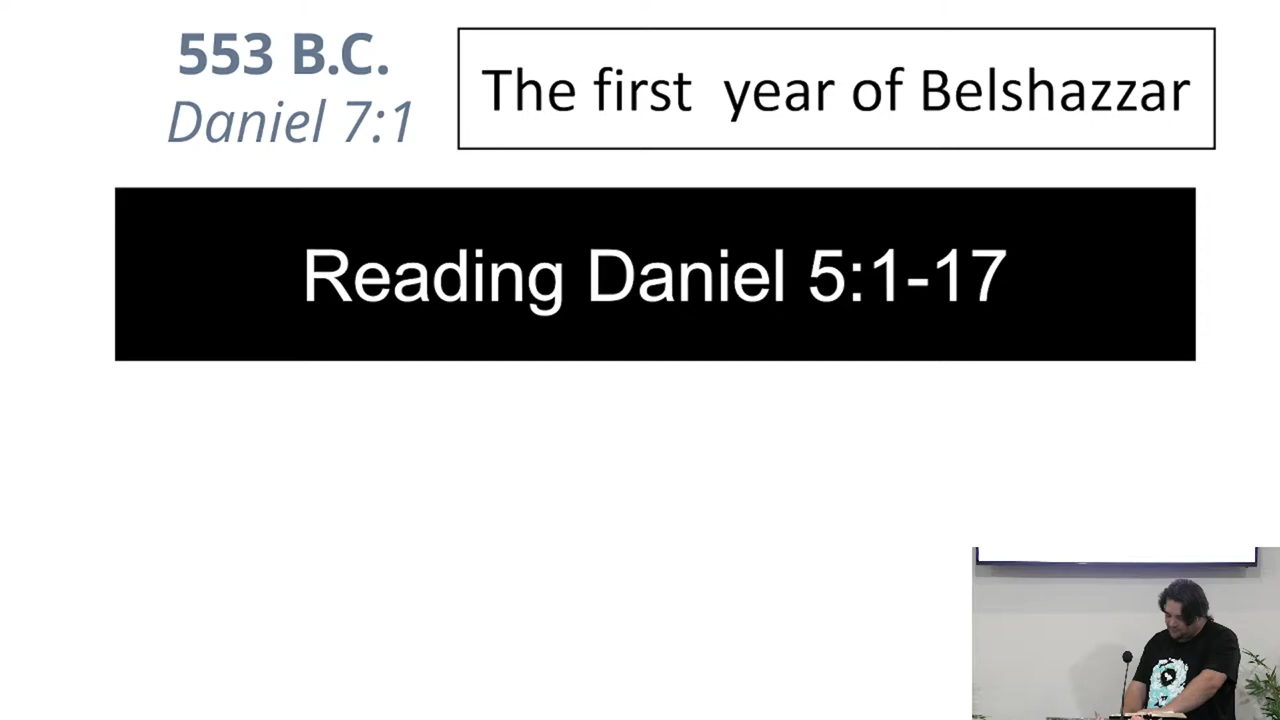 553 B.C.
Daniel 7:1
The first  year of Belshazzar
Reading Daniel 5:1-17